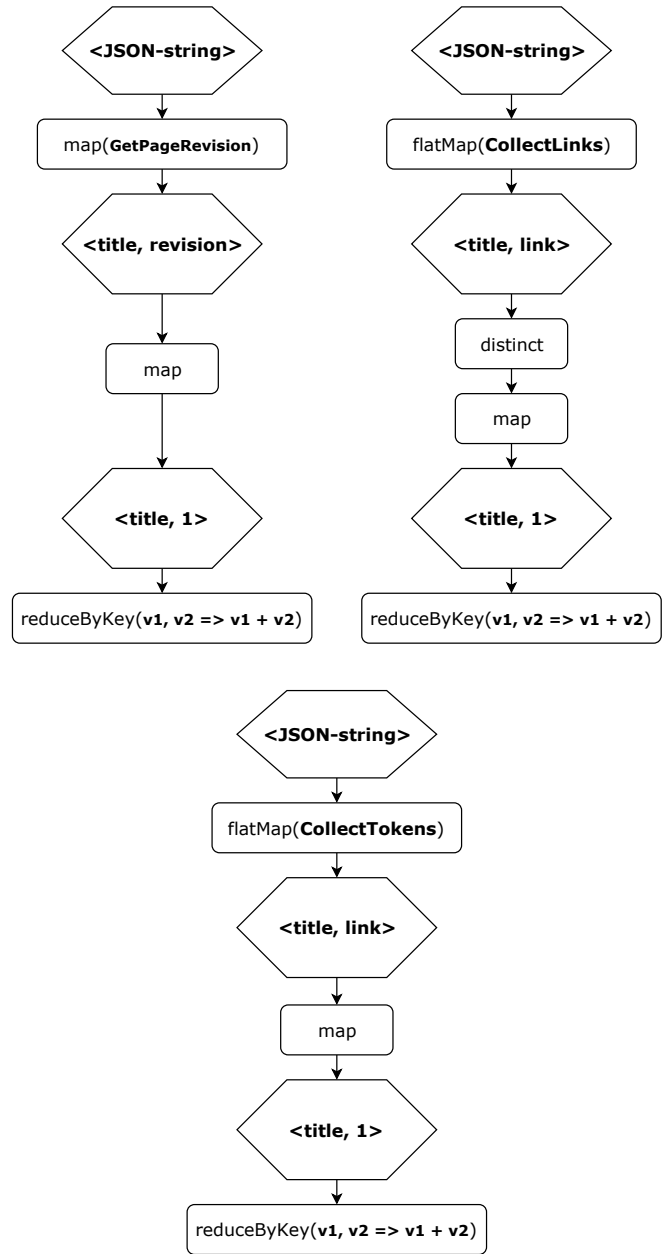 <JSON-string>
map(GetPageRevision)
<title, revision>
map
<title, 1>
reduceByKey(v1, v2 => v1 + v2)
<JSON-string>
flatMap(CollectLinks)
<title, link>
distinct
map
<title, 1>
reduceByKey(v1, v2 => v1 + v2)
<JSON-string>
flatMap(CollectTokens)
<title, link>
map
<title, 1>
reduceByKey(v1, v2 => v1 + v2)